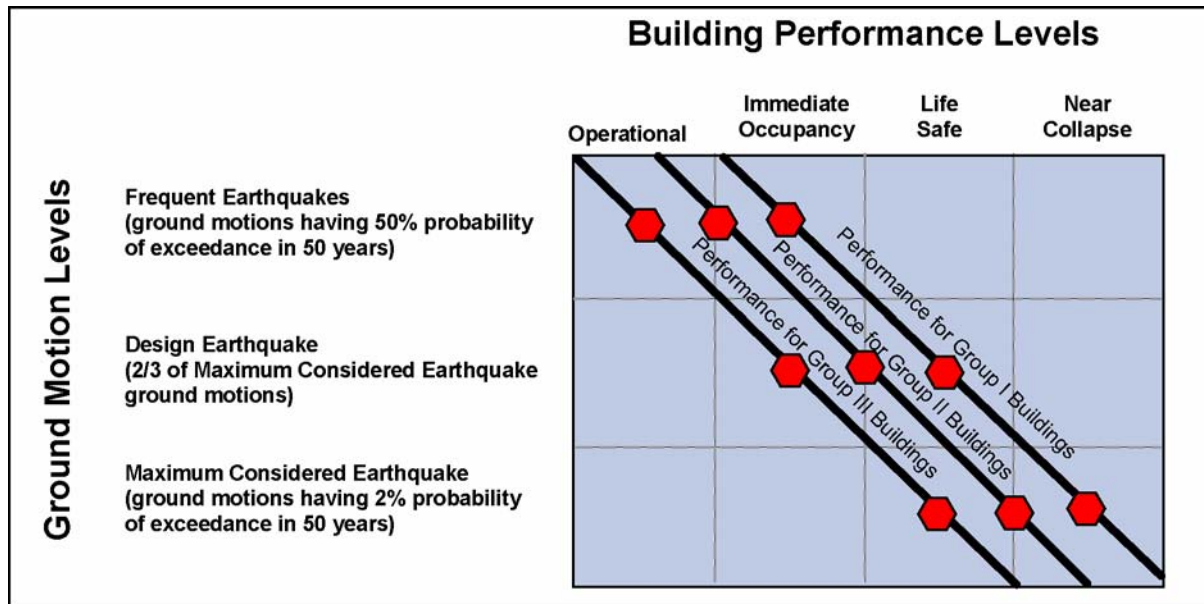 Building Performance Levels
Operational
Immediate
Occupancy
Life
Safe
Near
Collapse
Ground Motion Levels
Frequent Earthquakes
(ground motions having 50% probability
of exceedance in 50 years)
Design Earthquake
(2/3 of Maximum Considered Earthquake
ground motions)
Maximum Considered Earthquake
(ground motions having 2% probability
of exceedance in 50 years)
Performance for Group III Buildings
Performance for Group II Buildings
Performance for Group I Buildings